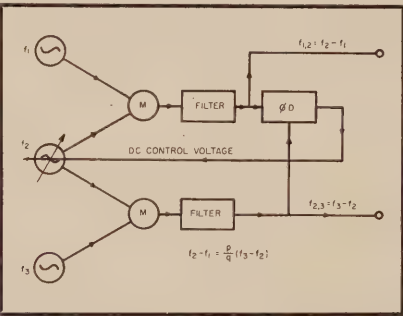 f1
f1,2 = f2 - f1
M
FILTER
ØD
f2
DC CONTROL VOLTAGE
M
FILTER
f2,3 = f3 - f2
f2 - f1 = p/q (f3 - f2)
f3